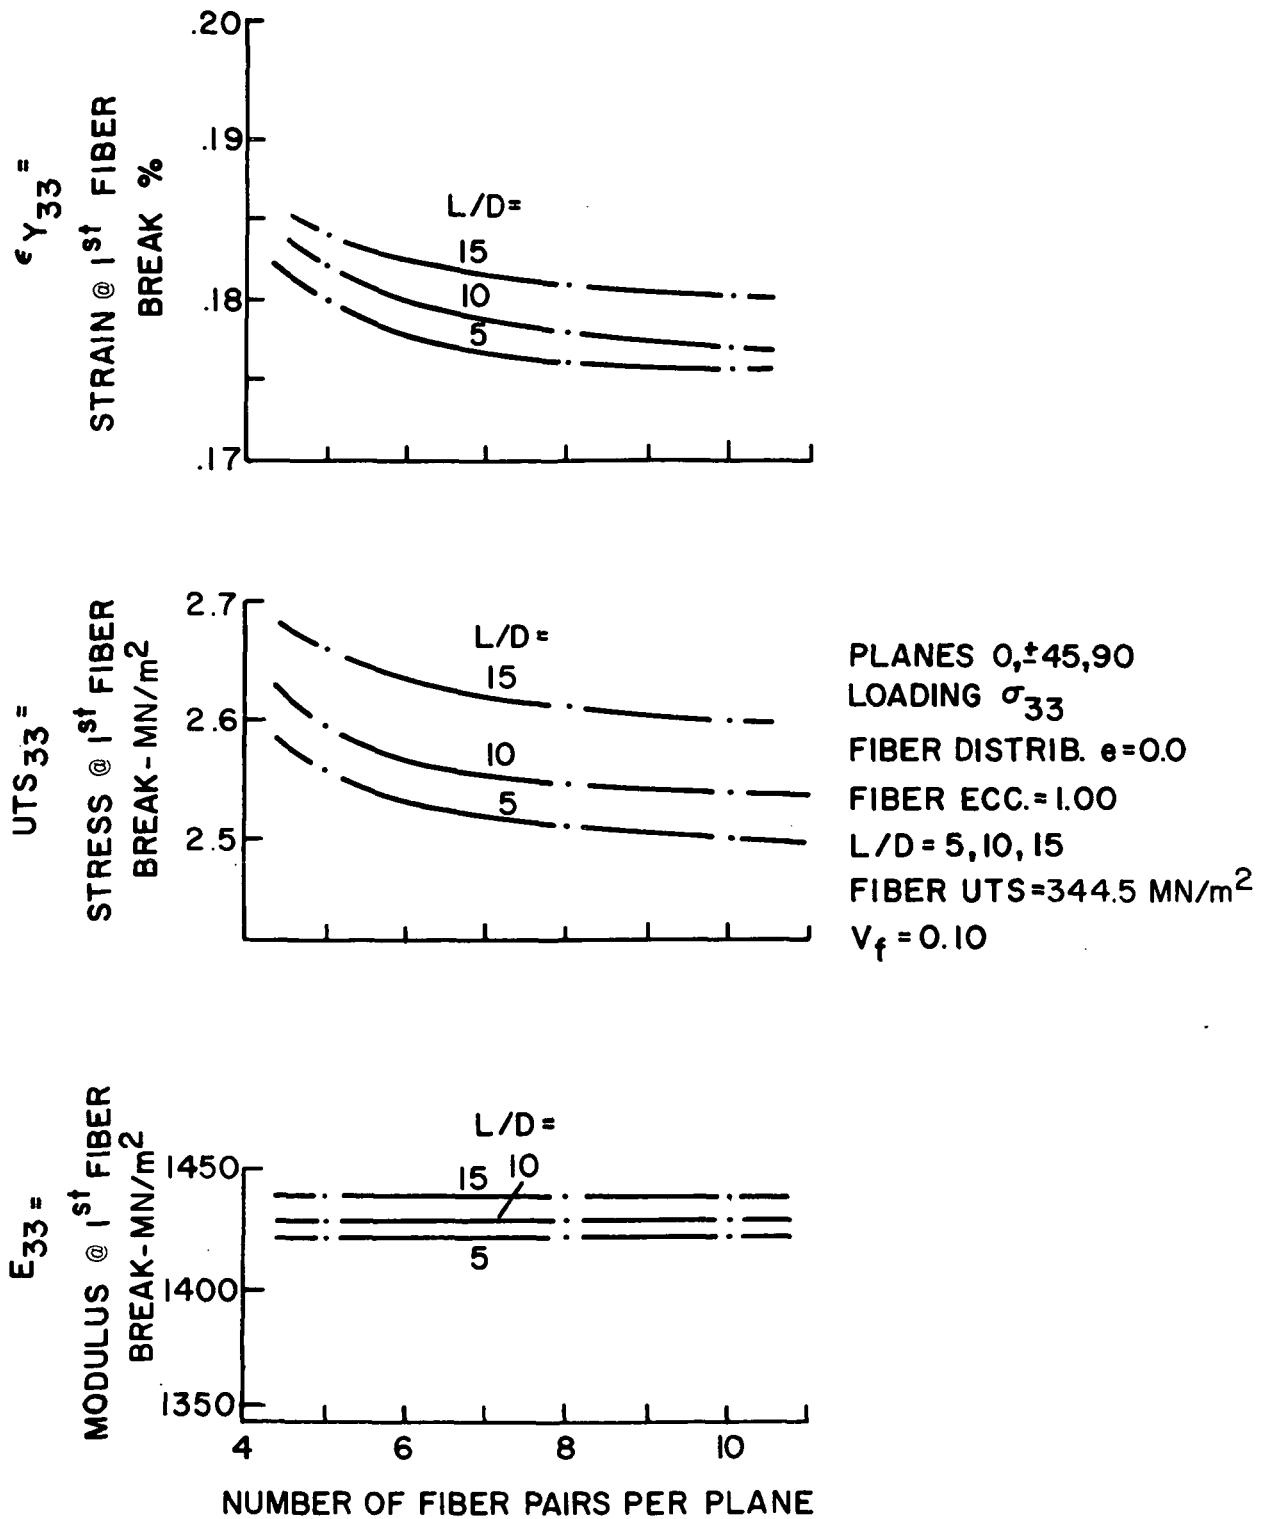 .20
.19
.18
.17
ϵY33 =
STRAIN @ 1st FIBER
BREAK %
L/D=
15
10
5
2.7
2.6
2.5
UTS33 =
STRESS @ 1st FIBER
BREAK-MN/m2
L/D=
15
10
5
PLANES 0,±45,90
LOADING σ33
FIBER DISTRIB. e=0.0
FIBER ECC.=1.00
L/D=5,10,15
FIBER UTS=344.5 MN/m2
Vf =0.10
1450
1400
1350
E33 =
MODULUS @ 1st FIBER
BREAK-MN/m2
L/D=
15 10
5
4 6 8 10
NUMBER OF FIBER PAIRS PER PLANE